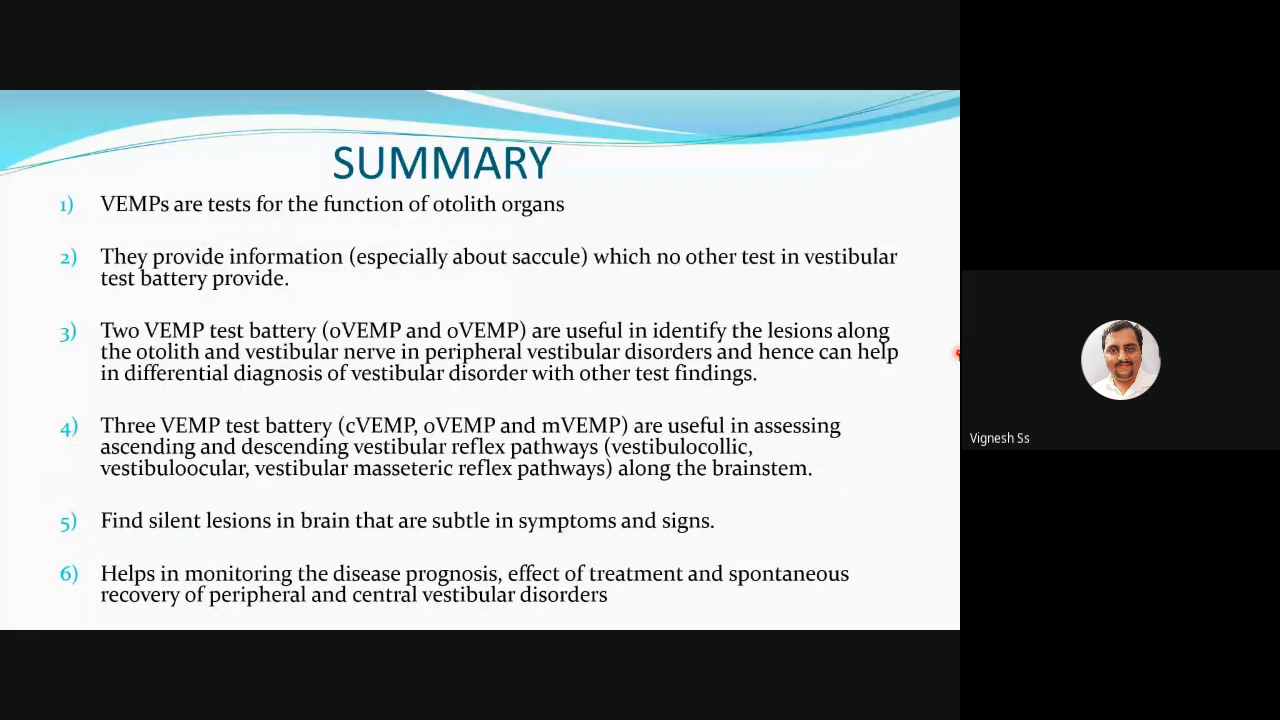 SUMMARY
1) VEMPs are tests for the function of otolith organs
2) They provide information (especially about saccule) which no other test in vestibular
test battery provide.
3) Two VEMP test battery (oVEMP and oVEMP) are useful in identify the lesions along
the otolith and vestibular nerve in peripheral vestibular disorders and hence can help
in differential diagnosis of vestibular disorder with other test findings.
4) Three VEMP test battery (cVEMP, oVEMP and mVEMP) are useful in assessing
ascending and descending vestibular reflex pathways (vestibulocollic,
vestibuloocular, vestibular masseteric reflex pathways) along the brainstem.
5) Find silent lesions in brain that are subtle in symptoms and signs.
6) Helps in monitoring the disease prognosis, effect of treatment and spontaneous
recovery of peripheral and central vestibular disorders
Vignesh Ss